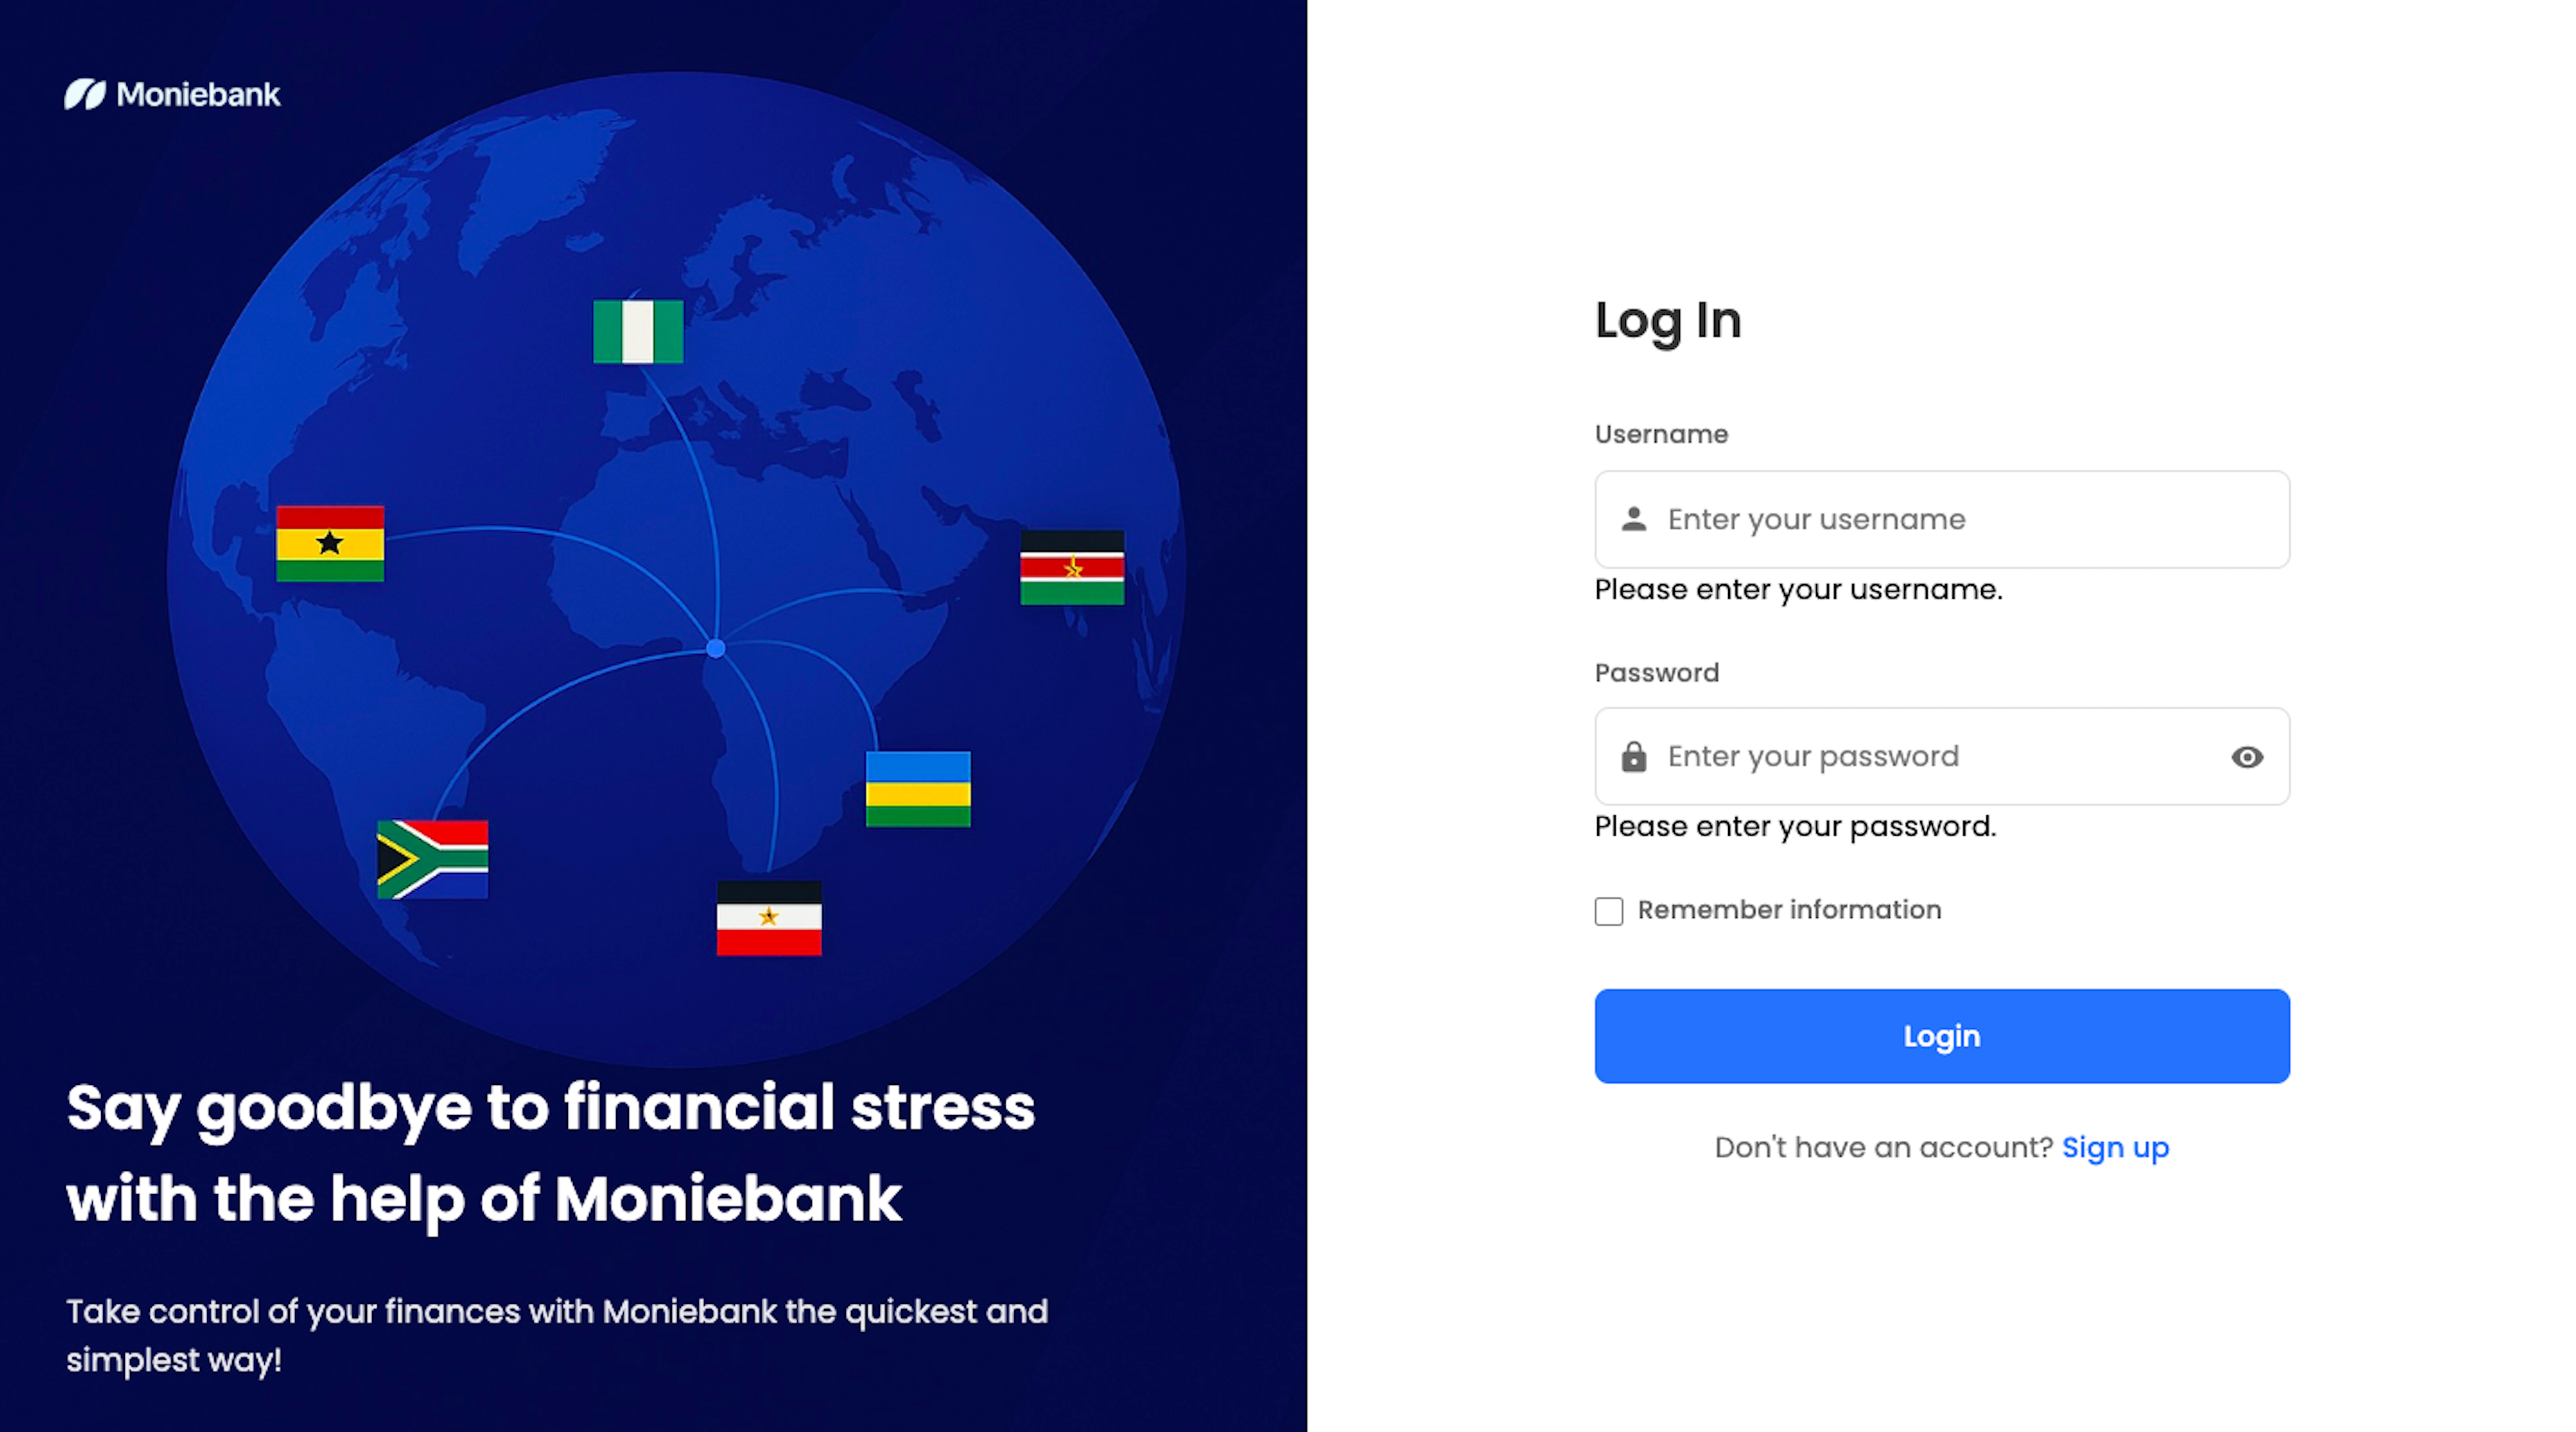 Moniebank
Say goodbye to financial stress
with the help of Moniebank
Take control of your finances with Moniebank the quickest and
simplest way!
Log In
Username
Enter your username
Please enter your username.
Password
Enter your password
Please enter your password.
Remember information
Login
Don't have an account? Sign up